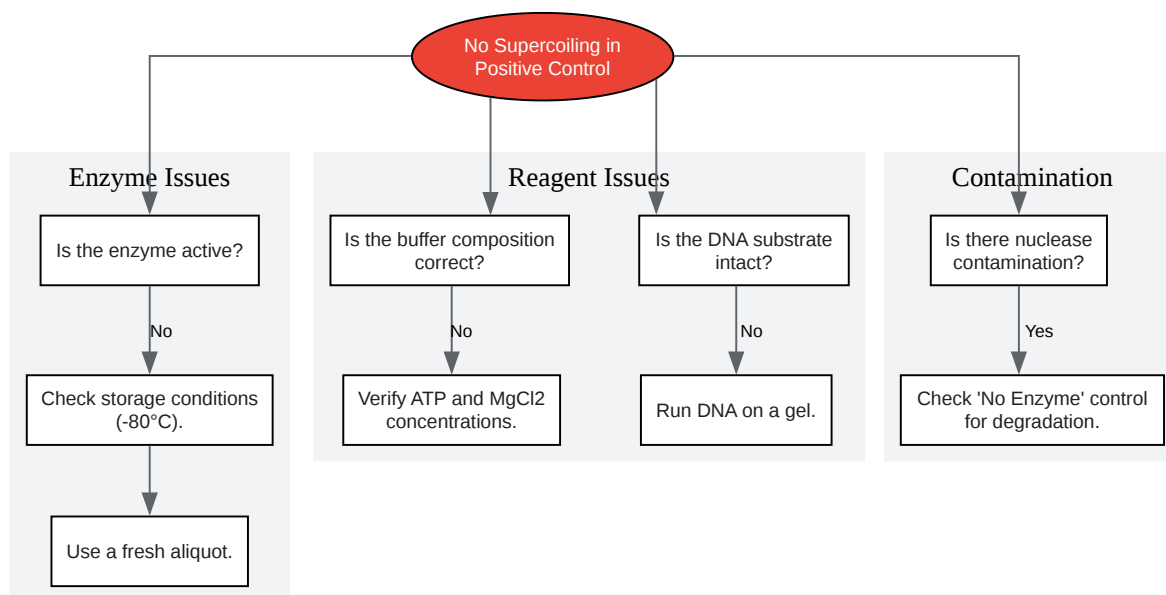 No Supercoiling in
Positive Control
Enzyme Issues
Reagent Issues
Contamination
Is the enzyme active?
Is the buffer composition
correct?
Is the DNA substrate
intact?
Is there nuclease
contamination?
No
No
No
Yes
Check storage conditions
(-80°C).
Verify ATP and MgCl2
concentrations.
Run DNA on a gel.
Check 'No Enzyme' control
for degradation.
Use a fresh aliquot.